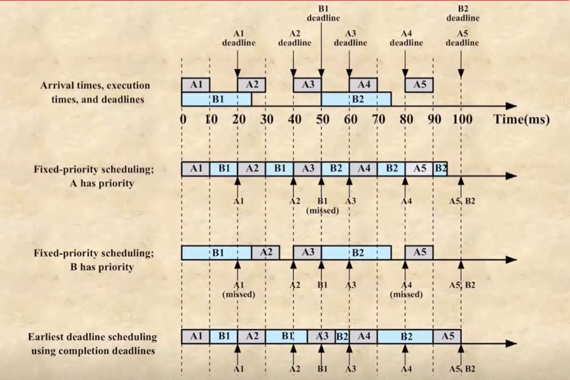 B1 deadline
B2 deadline
A1 deadline
A2 deadline
A3 deadline
A4 deadline
A5 deadline
Arrival times, execution times, and deadlines
A1 A2 A3 A4 A5
B1 B2
0 10 20 30 40 50 60 70 80 90 100 Time(ms)
Fixed-priority scheduling;
A has priority
A1 B1 A2 B1 A3 B2 A4 B2 A5 B2
A1 A2 B1 A3 A4 A5, B2
(missed)
Fixed-priority scheduling;
B has priority
B1 A2 A3 B2 A5
A1 A2 B1 A3 A4 A5, B2
(missed) (missed)
Earliest deadline scheduling
using completion deadlines
A1 B1 A2 B1 A3 B2 A4 B2 A5
A1 A2 B1 A3 A4 A5, B2